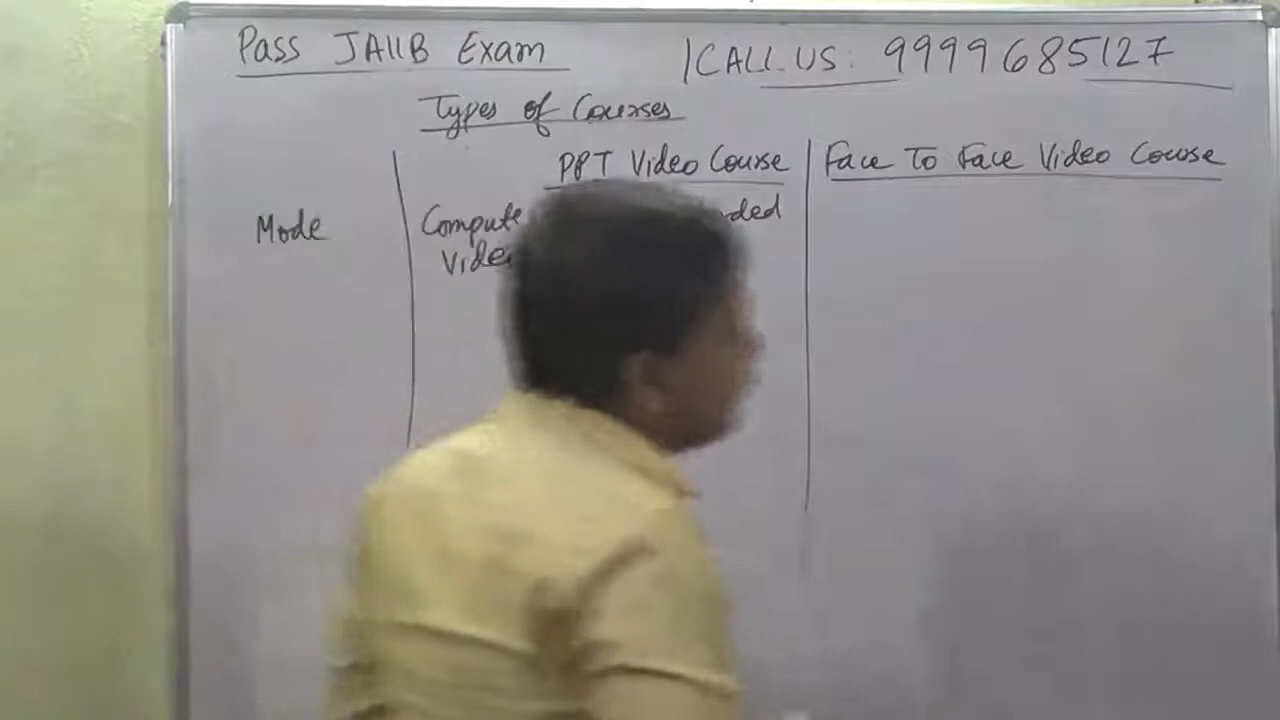 Pass JAIIB Exam
/CALL US: 9999685127
Types of Courses
PPT Video Course
Face To Face Video Course
Mode